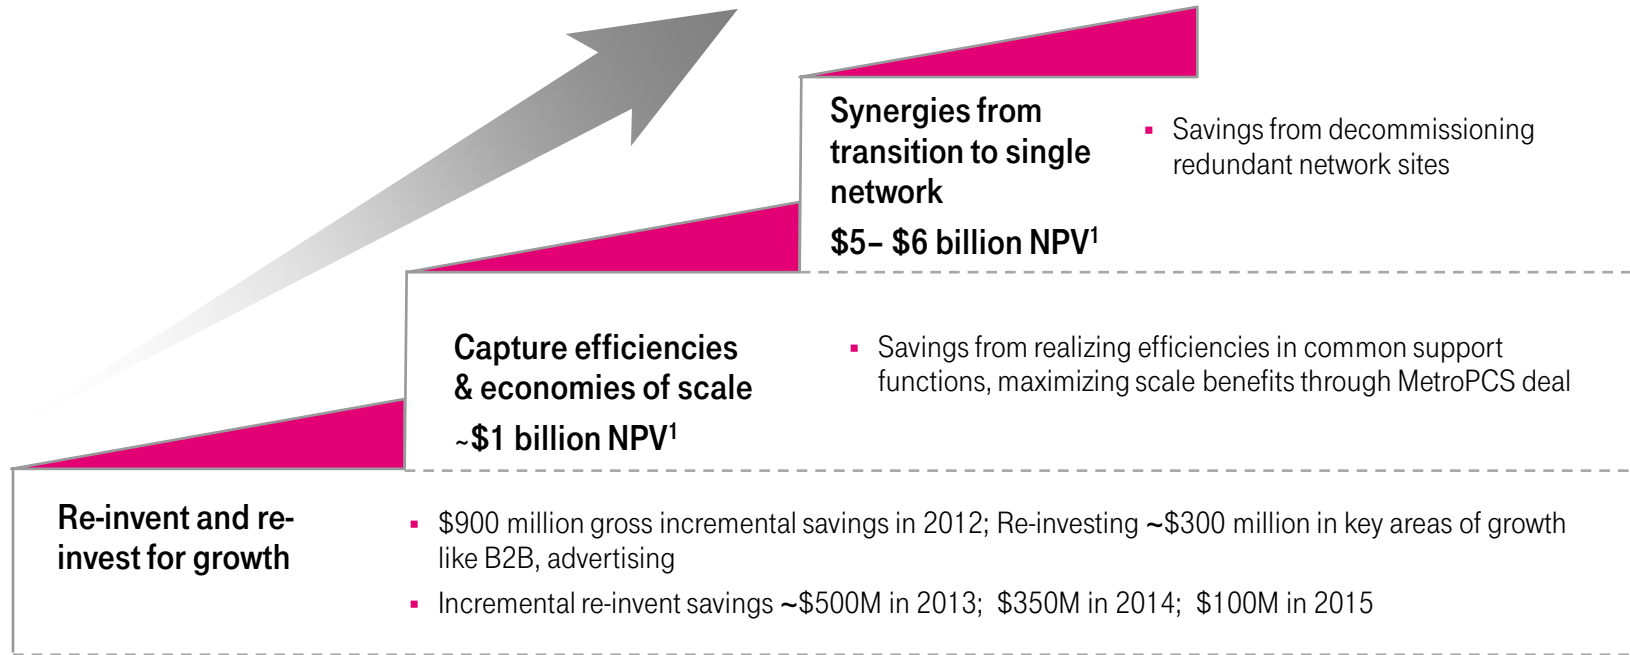 Synergies from
transition to single
network
$5– $6 billion NPV1
▪ Savings from decommissioning
redundant network sites
Capture efficiencies
& economies of scale
~$1 billion NPV1
▪ Savings from realizing efficiencies in common support
functions, maximizing scale benefits through MetroPCS deal
Re-invent and re-
invest for growth
▪ $900 million gross incremental savings in 2012; Re-investing ~$300 million in key areas of growth
like B2B, advertising
▪ Incremental re-invent savings ~$500M in 2013; $350M in 2014; $100M in 2015